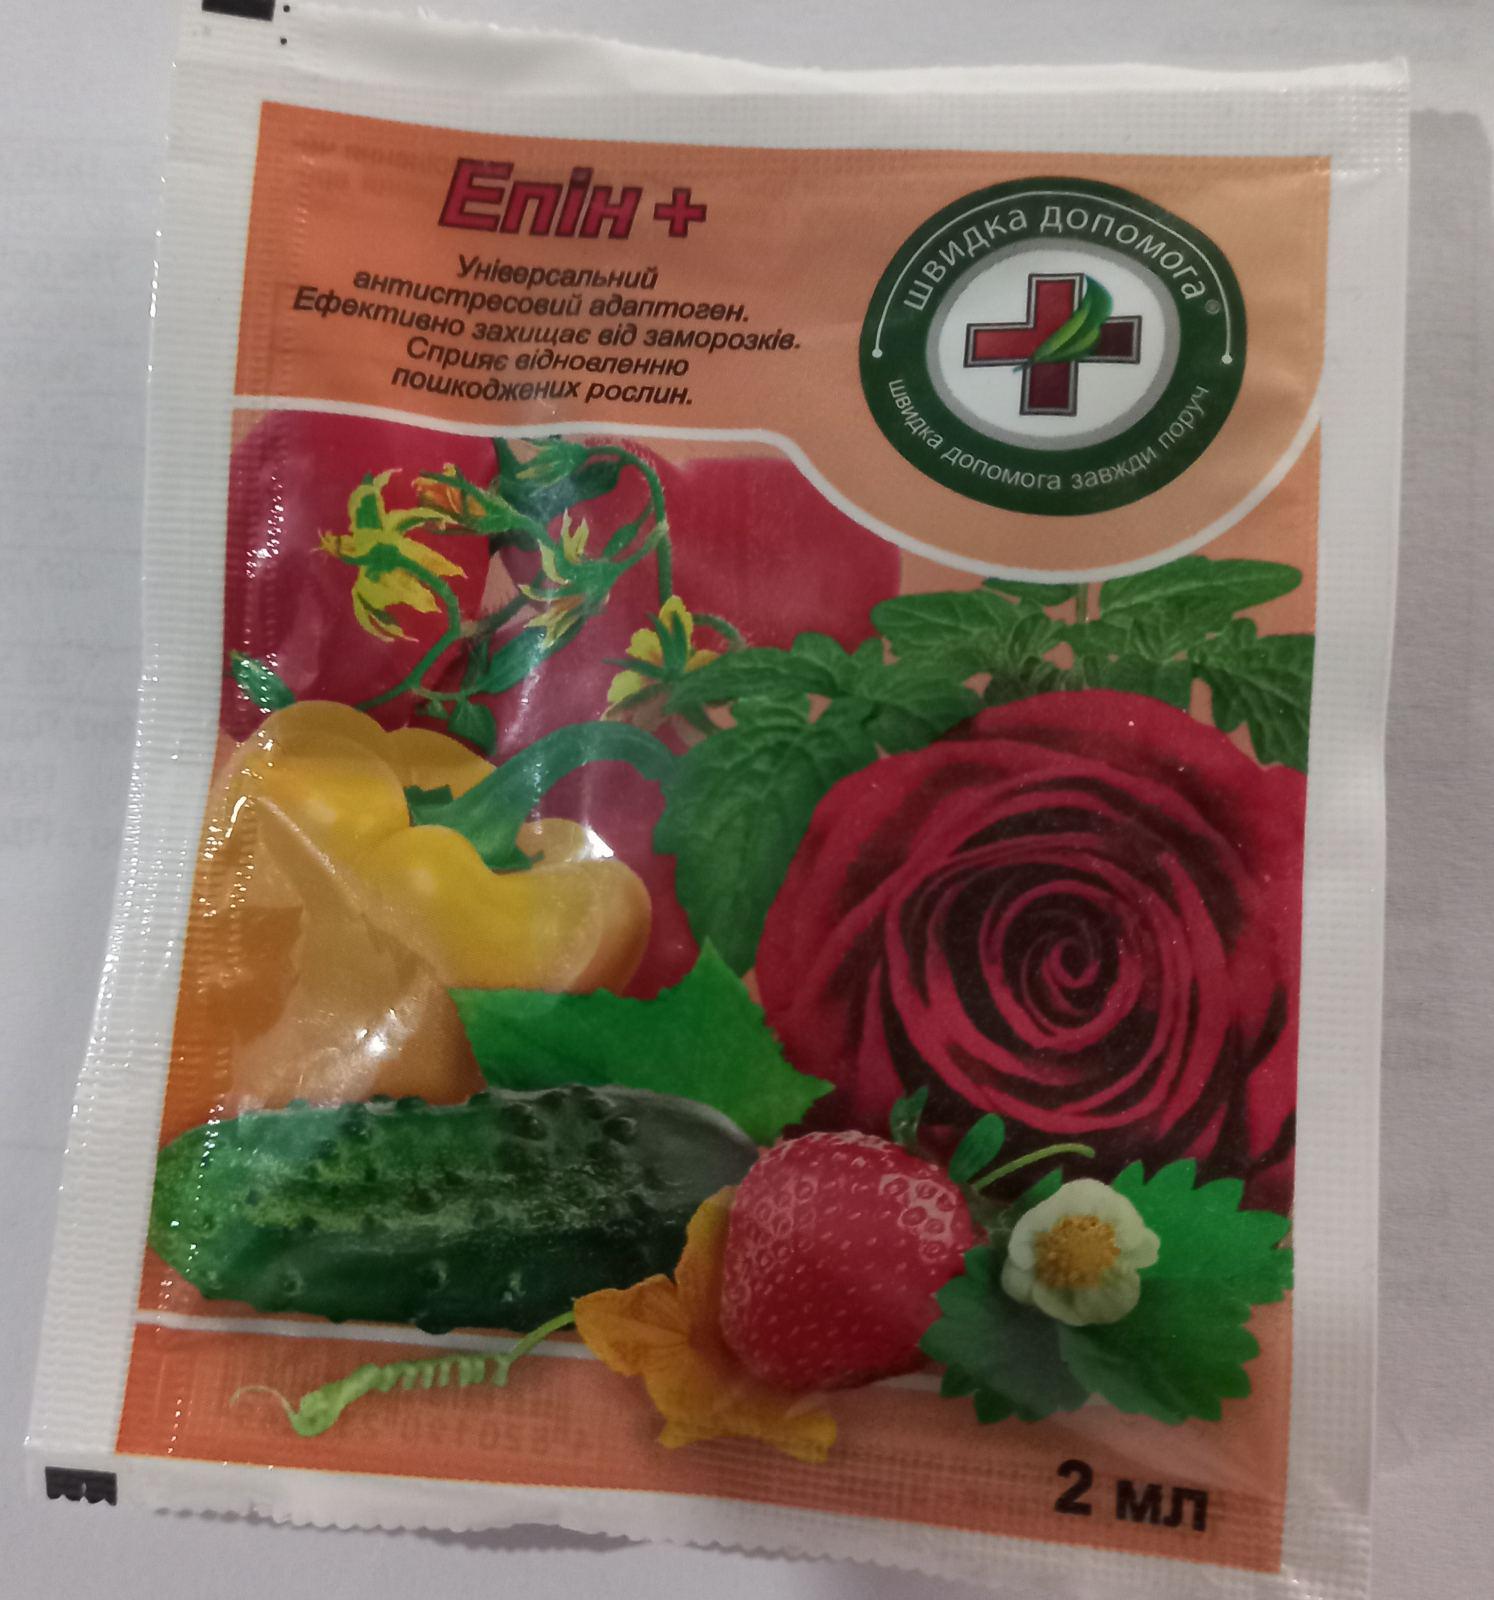 Епін +
Універсальний
антистресовий адаптоген.
Ефективно захищає від заморозків.
Сприяє відновленню
пошкоджених рослин.
швидка допомога®
швидка допомога завжди поруч
2 мл